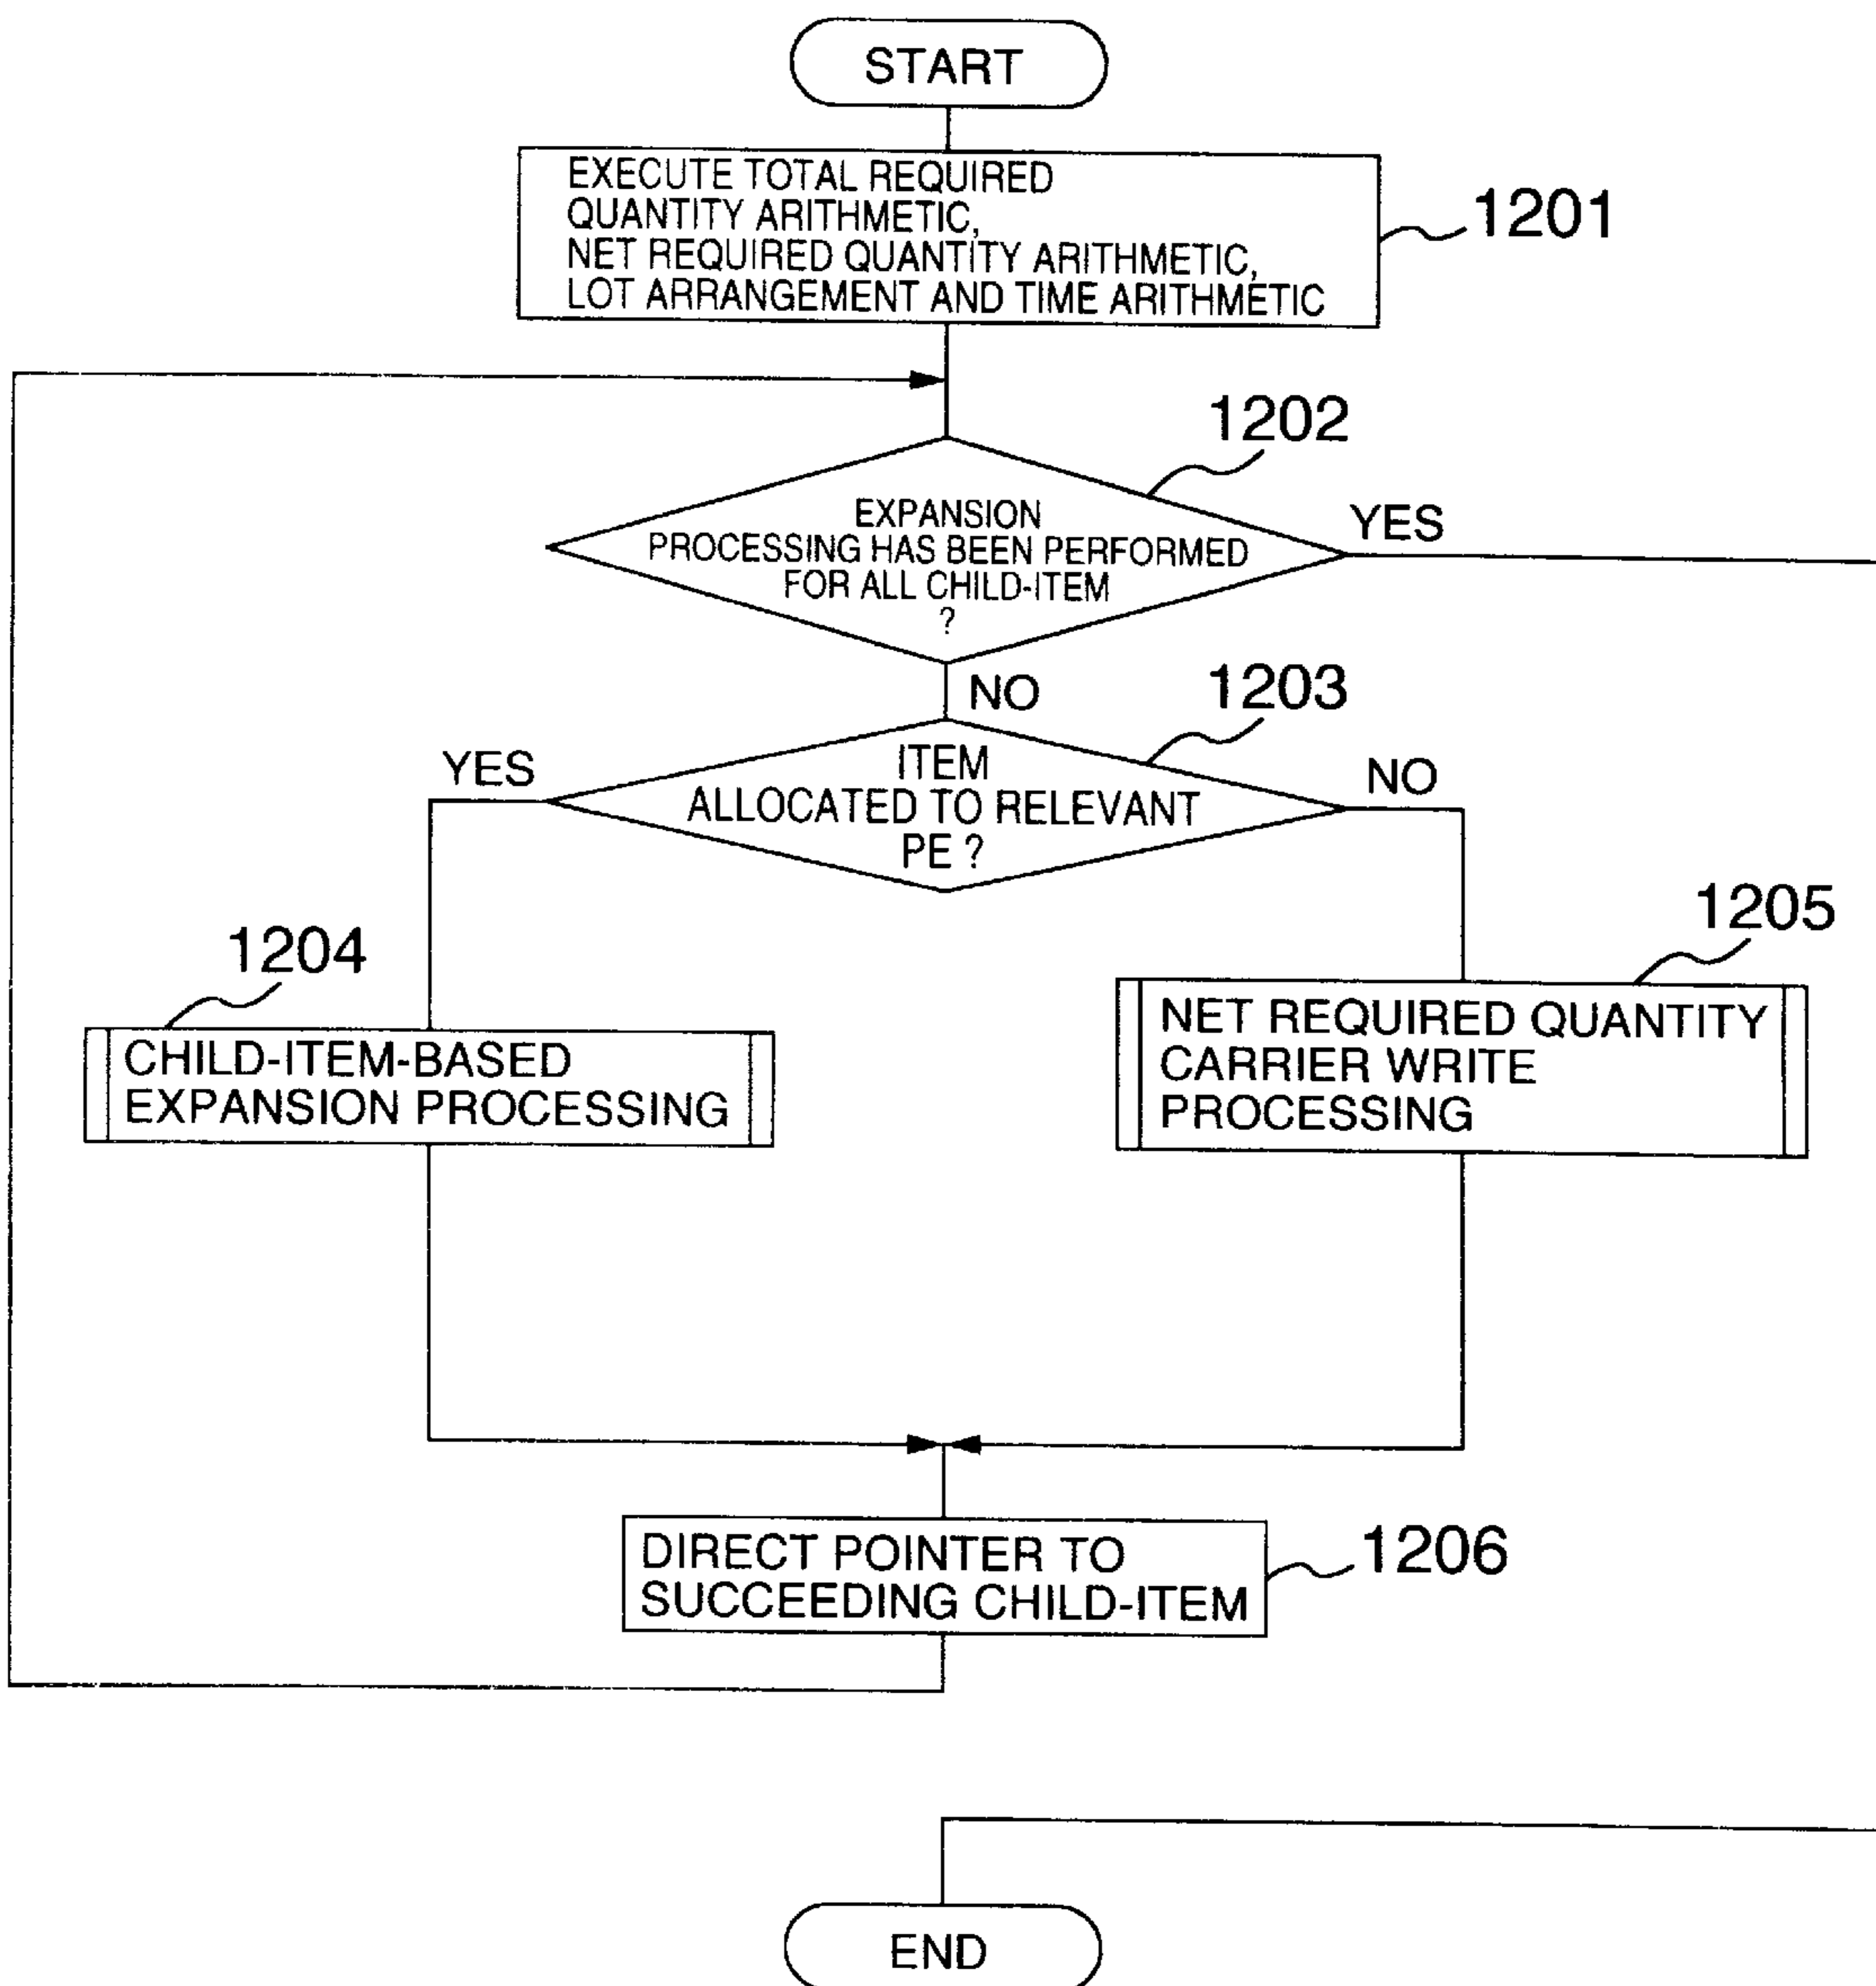 START
EXECUTE TOTAL REQUIRED
QUANTITY ARITHMETIC,
NET REQUIRED QUANTITY ARITHMETIC,
LOT ARRANGEMENT AND TIME ARITHMETIC
1201
1202
EXPANSION
PROCESSING HAS BEEN PERFORMED
FOR ALL CHILD-ITEM
?
YES
NO
1203
YES
ITEM
ALLOCATED TO RELEVANT
PE ?
NO
1204
CHILD-ITEM-BASED
EXPANSION PROCESSING
1205
NET REQUIRED QUANTITY
CARRIER WRITE
PROCESSING
DIRECT POINTER TO
SUCCEEDING CHILD-ITEM
1206
END